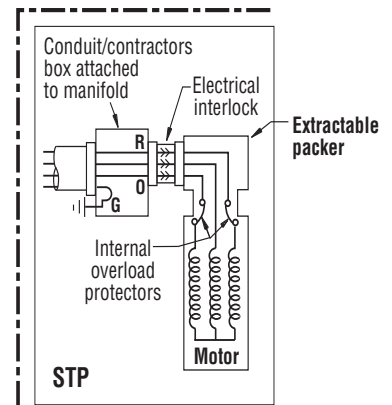 Conduit/contractors
box attached
to manifold
Electrical
interlock
Extractable
packer
R
O
G
Internal
overload
protectors
Motor
STP